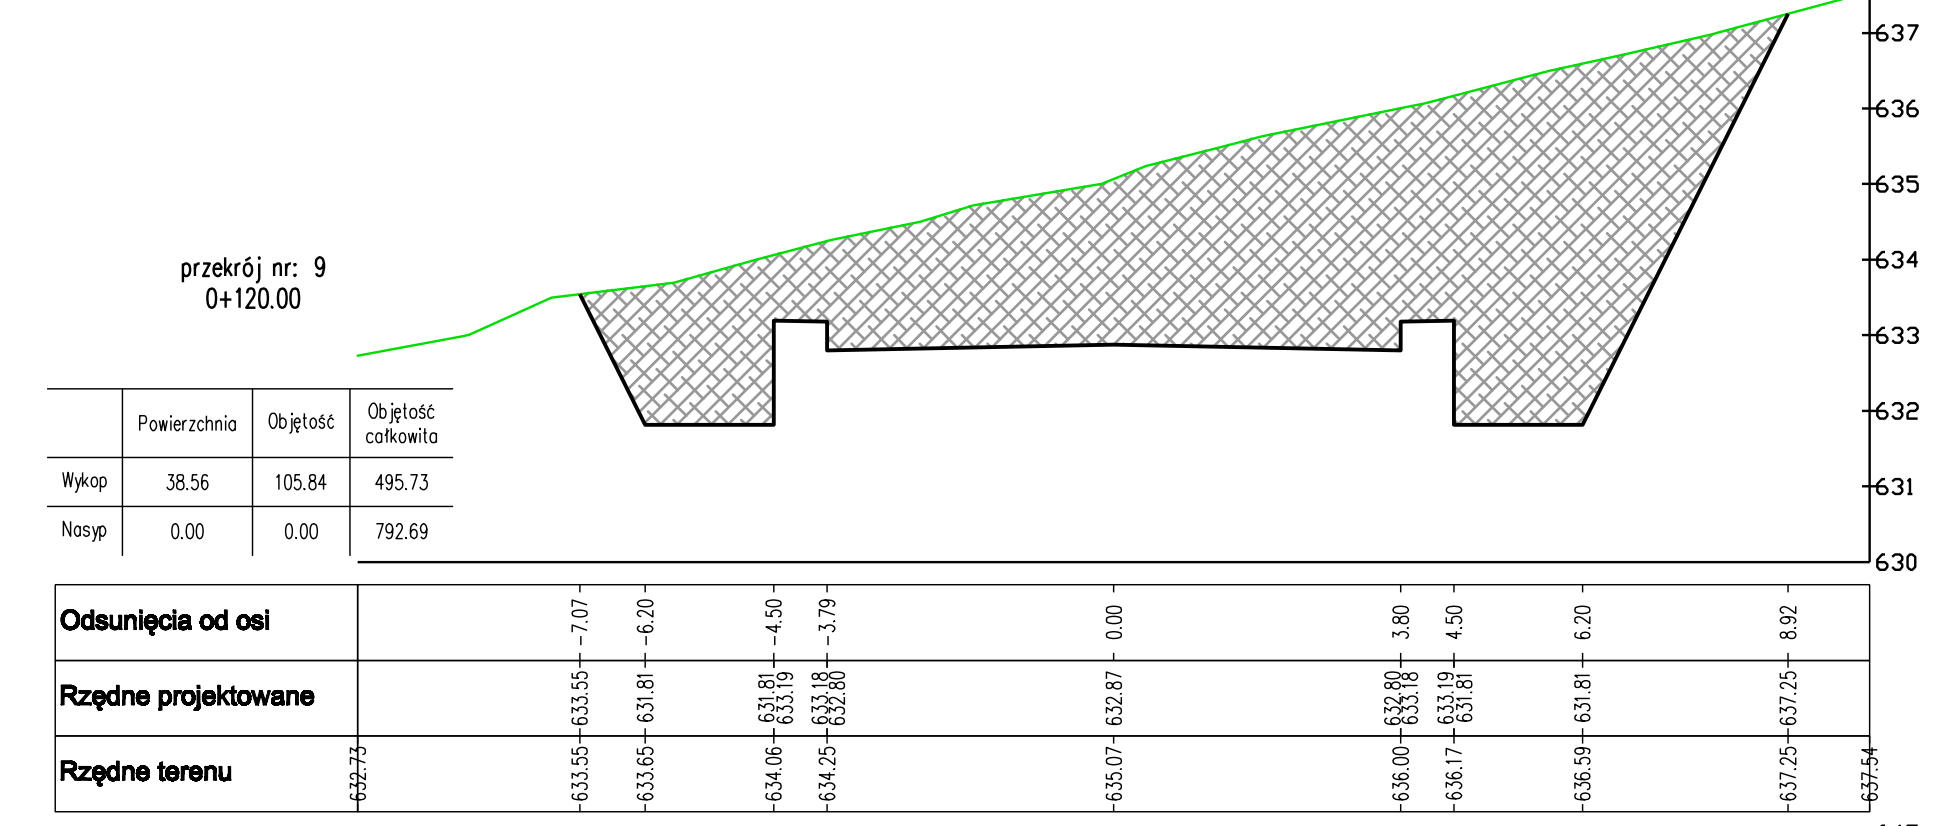 637
636
635
634
633
632
631
630
przekrój nr: 9
0+120.00
Powierzchnia Objętość Objętość całkowita
Wykop 38.56 105.84 495.73
Nasyp 0.00 0.00 792.69
Odsunięcia od osi -7.07 -6.20 -4.50 -3.79 0.00 3.80 4.50 6.20 8.92
Rzędne projektowane 633.55 631.81 631.81 633.19 633.18 632.80 632.87 632.80 633.18 633.19 631.81 631.81 637.25
Rzędne terenu 632.73 633.55 633.65 634.06 634.25 635.07 636.00 636.17 636.59 637.25 637.54